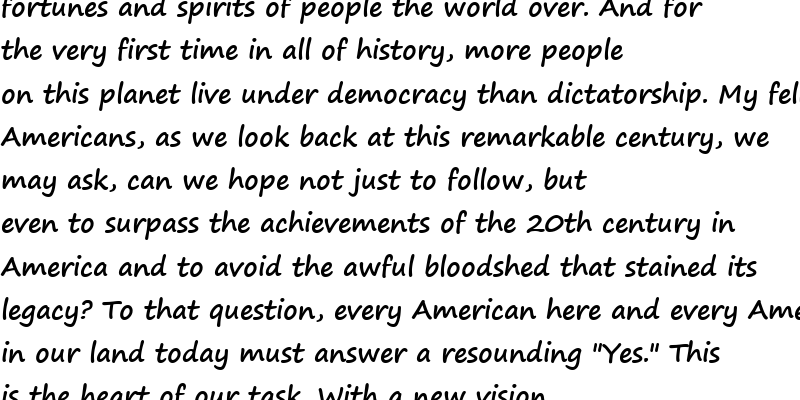 fortunes and spirits of people the world over. And for
the very first time in all of history, more people
on this planet live under democracy than dictatorship. My
Americans, as we look back at this remarkable century, we
may ask, can we hope not just to follow, but
even to surpass the achievements of the 20th century in
America and to avoid the awful bloodshed that stained its
legacy? To that question, every American here and every
in our land today must answer a resounding "Yes." This
is the heart of our task. With a new vision